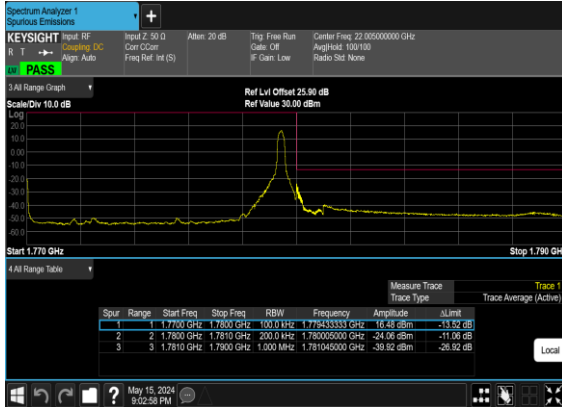 Spectrum Analyzer 1
Spurious Emissions
+
KEYSIGHT Input: RF Input Z: 50 Ω Atten: 20 dB Trig: Free Run Center Freq: 22.005000000 GHz
R T Coupling: DC Corr CCorr Gate: Off Avg|Hold: 100/100
Align: Auto Freq Ref: Int (S) IF Gain: Low Radio Std: None
PASS
3 All Range Graph
Ref Lvl Offset 25.90 dB
Scale/Div 10.0 dB Ref Value 30.00 dBm
Log
20.0
10.0
0.00
-10.0
-20.0
-30.0
-40.0
-50.0
-60.0
Start 1.770 GHz Stop 1.790 GH
4 All Range Table
Measure Trace Trace 1
Trace Type Trace Average (Active)
Spur Range Start Freq Stop Freq RBW Frequency Amplitude ΔLimit
1 1 1.7700 GHz 1.7800 GHz 100.0 kHz 1.779433333 GHz 16.48 dBm -13.52 dB
2 2 1.7800 GHz 1.7810 GHz 200.0 kHz 1.780005000 GHz -24.06 dBm -11.06 dB
3 3 1.7810 GHz 1.7900 GHz 1.000 MHz 1.781045000 GHz -39.92 dBm -26.92 dB
Local
? May 15, 2024
9:02:58 PM